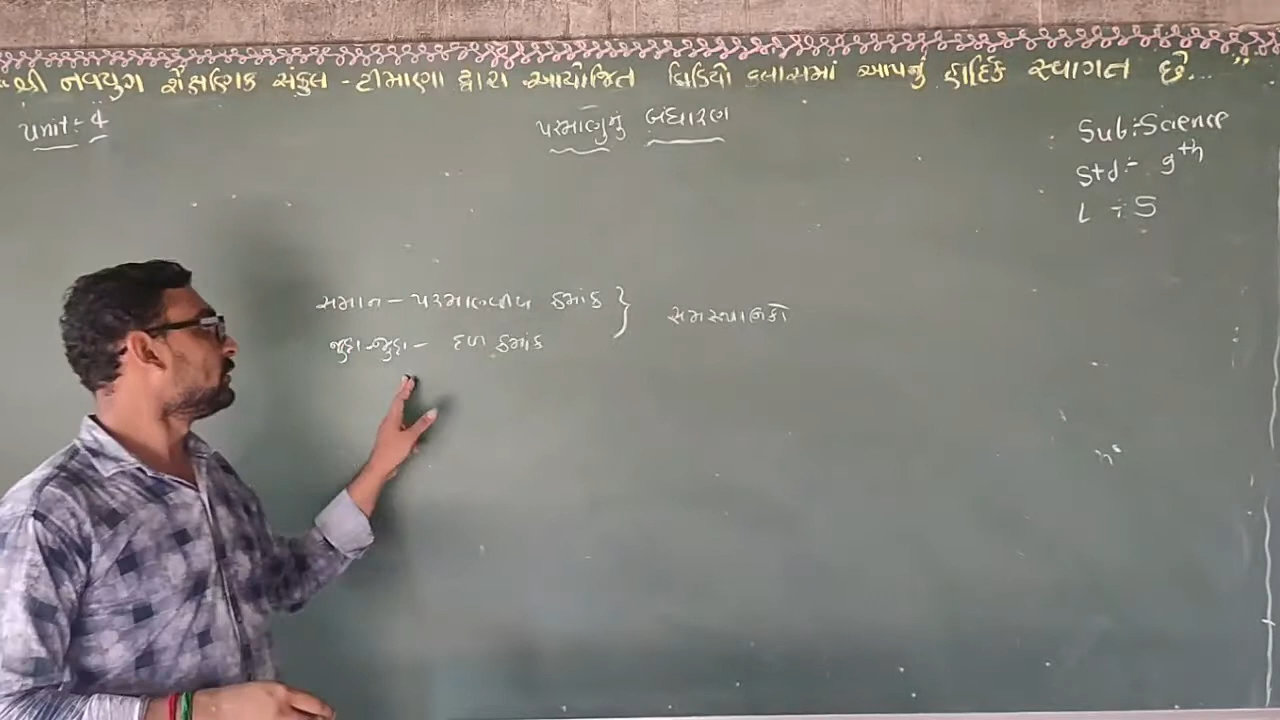 "શ્રી નવયુગ શૈક્ષણિક સંકુલ - ટીમાણા દ્વારા આયોજિત વિડિયો ક્લાસમાં આપનું હાર્દિક સ્વાગત છે..."
Unit:- 4
પરમાણુનું બંધારણ
Sub:- Science
Std:- 9th
L :- 5
સમાન - પરમાણ્વીય ક્રમાંક } સમસ્થાનિકો
જુદા-જુદા - દળ ક્રમાંક